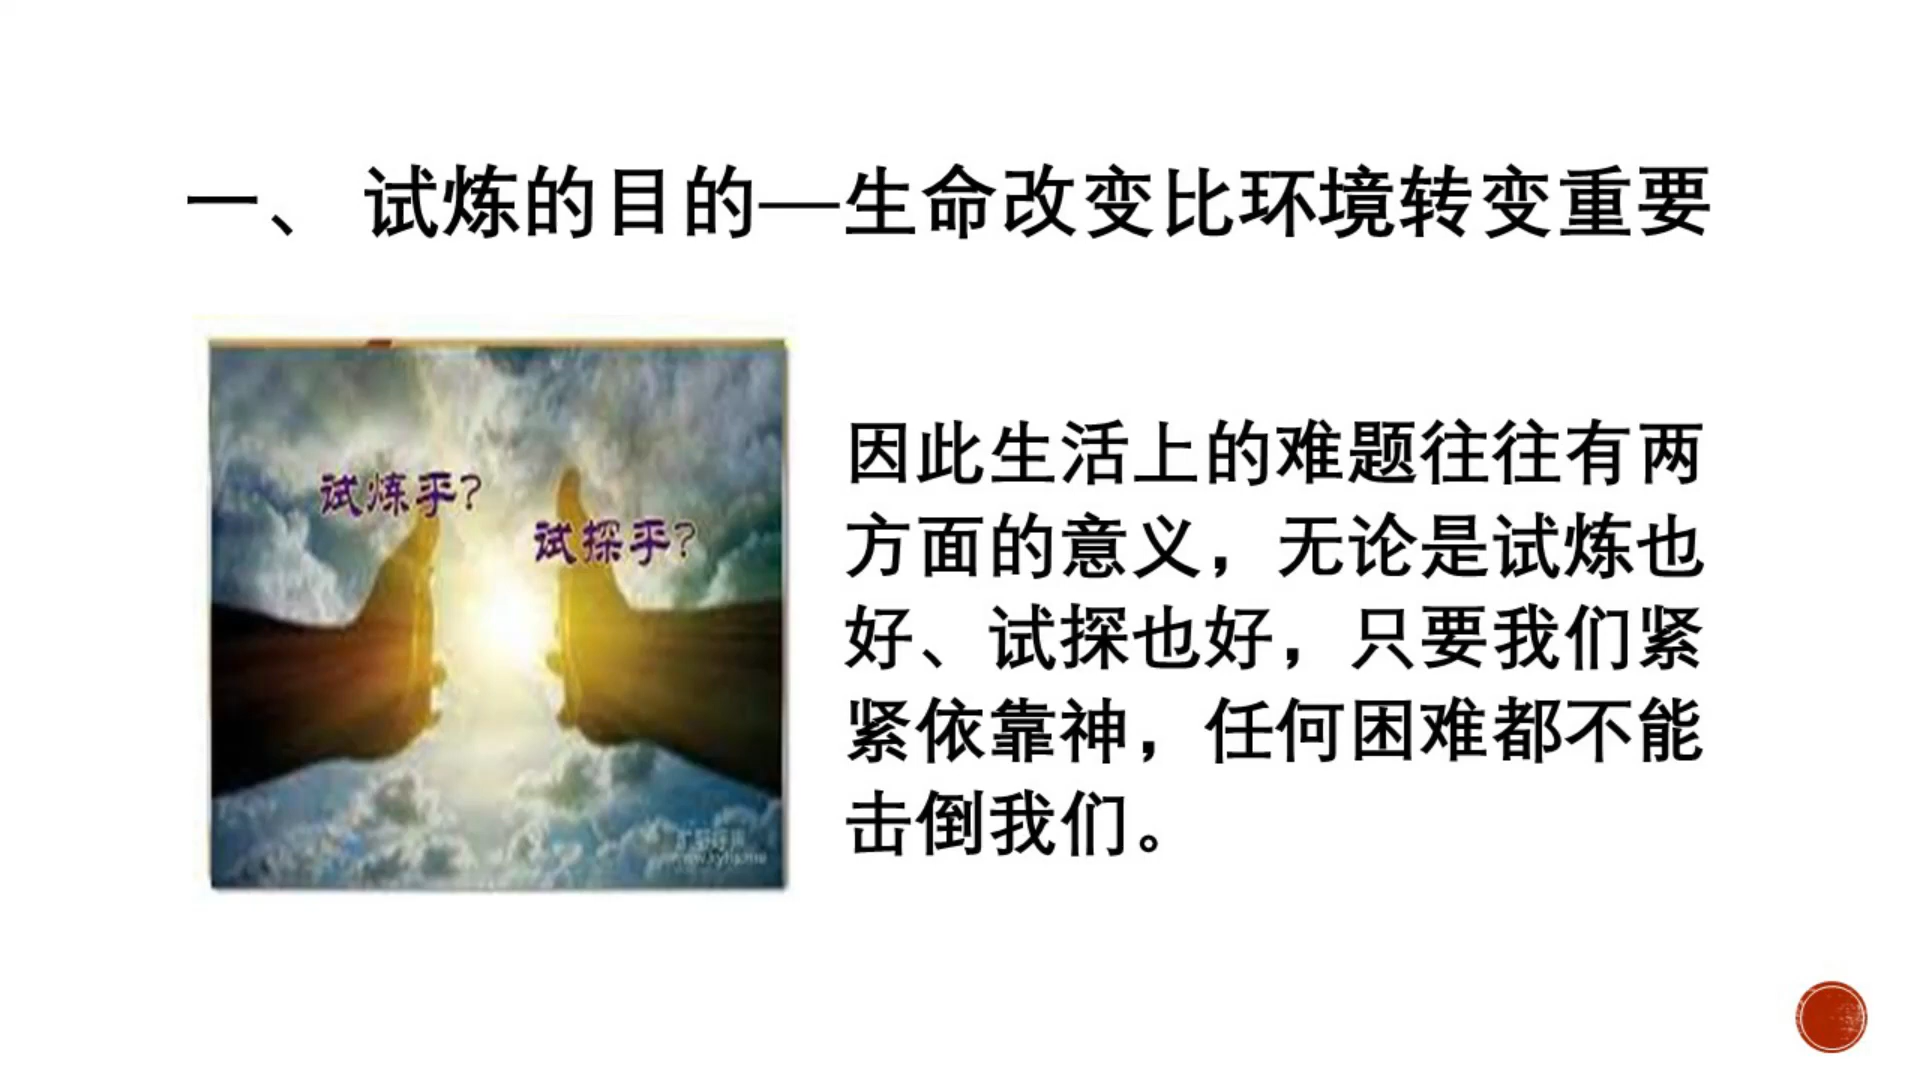 一、 试炼的目的—生命改变比环境转变重要
试炼乎?
试探乎?
因此生活上的难题往往有两
方面的意义，无论是试炼也
好、试探也好，只要我们紧
紧依靠神，任何困难都不能
击倒我们。